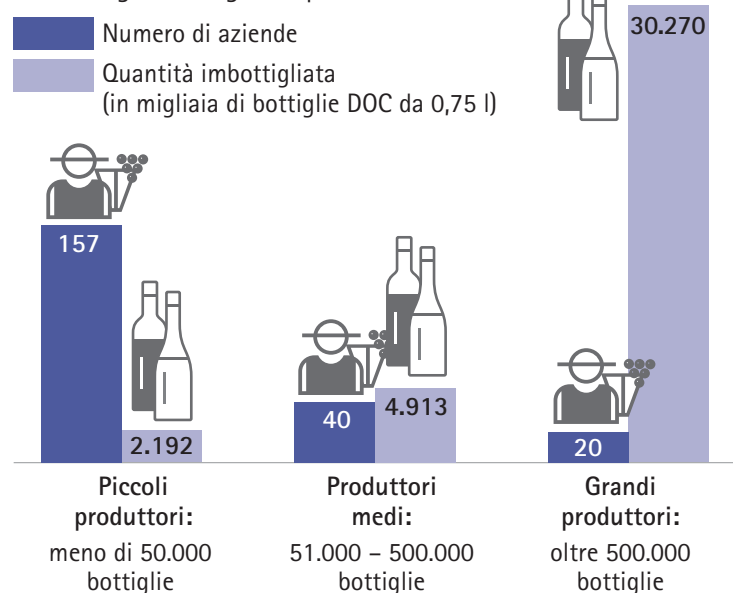 Numero di aziende
Quantità imbottigliata
(in migliaia di bottiglie DOC da 0,75 l)
30.270
157
2.192
40
4.913
20
Piccoli
produttori:
meno di 50.000
bottiglie
Produttori
medi:
51.000 – 500.000
bottiglie
Grandi
produttori:
oltre 500.000
bottiglie